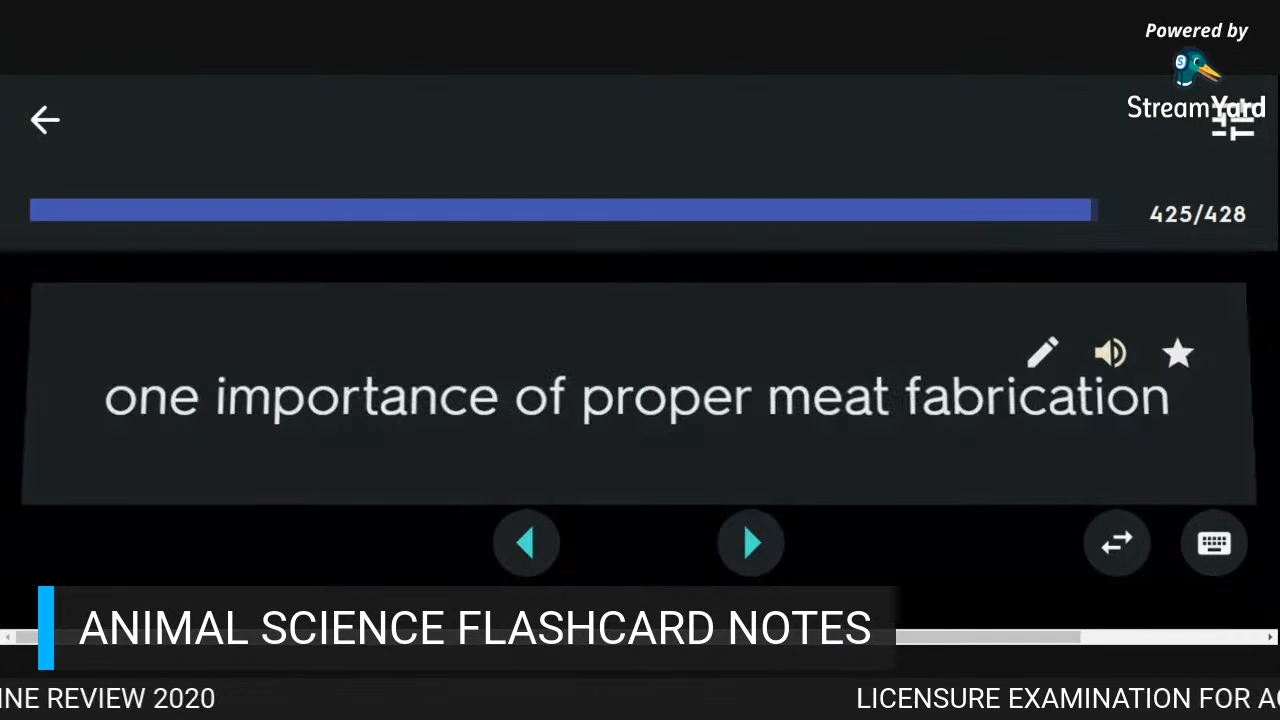 Powered by
StreamYard
425/428
one importance of proper meat fabrication
ANIMAL SCIENCE FLASHCARD NOTES
INE REVIEW 2020
LICENSURE EXAMINATION FOR A